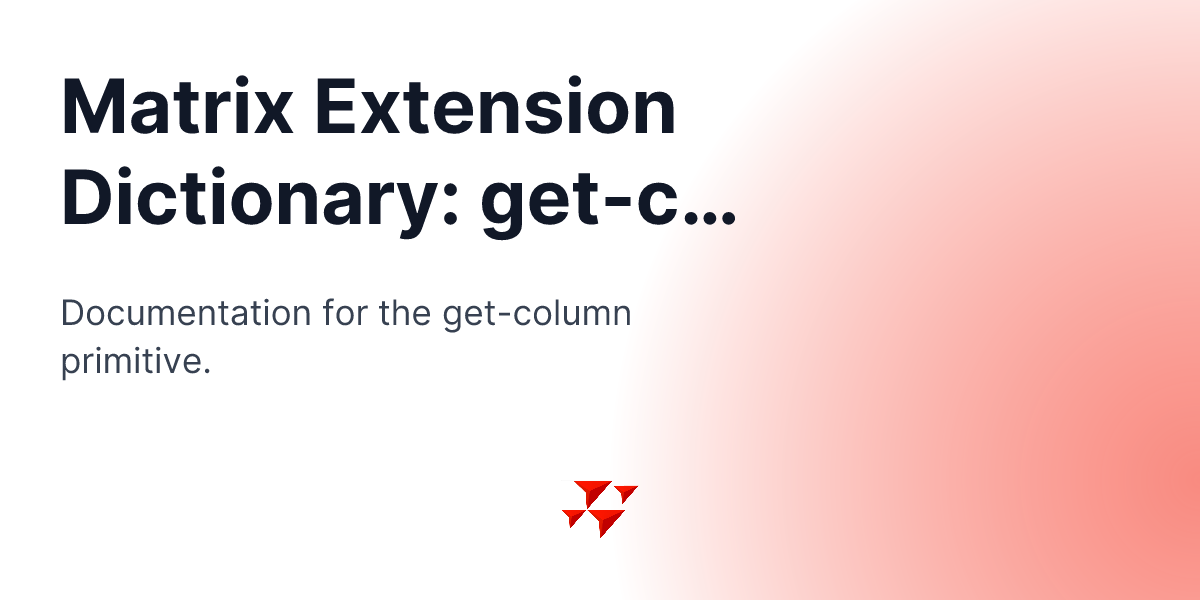 Matrix Extension
Dictionary: get-c...
Documentation for the get-column
primitive.